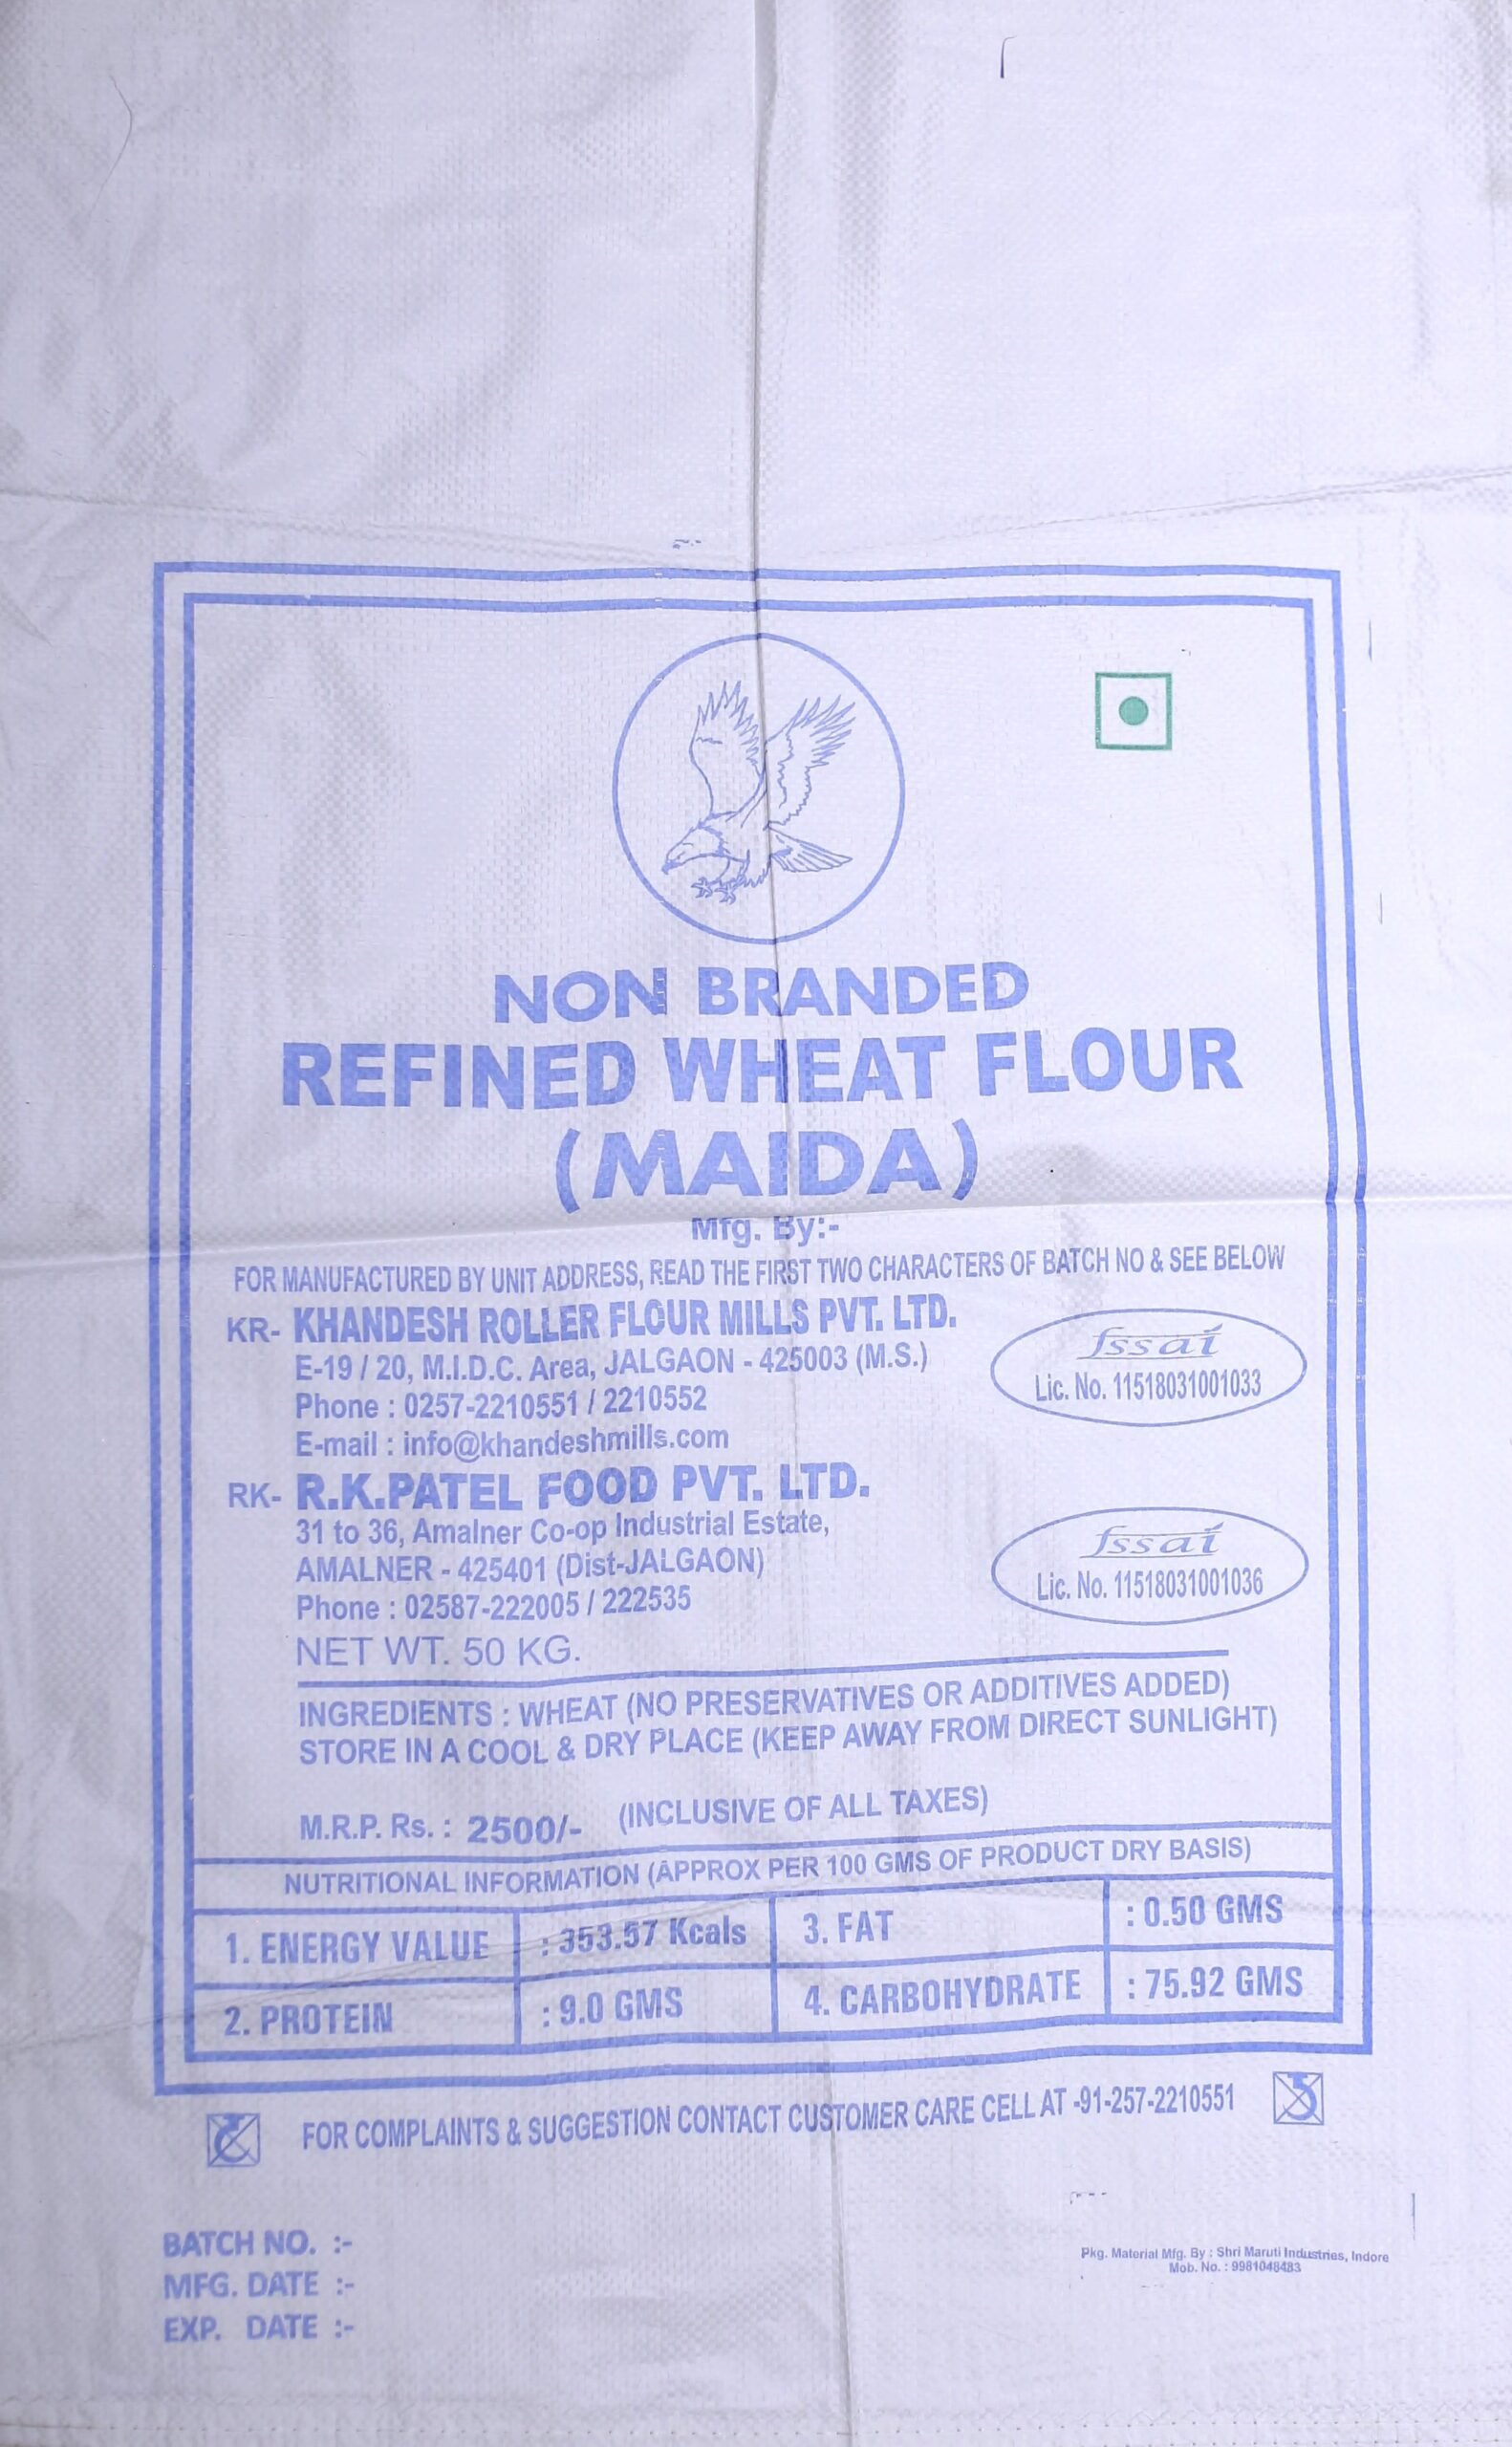 NON BRANDED
REFINED WHEAT FLOUR
(MAIDA)
Mfg. By:-
FOR MANUFACTURED BY UNIT ADDRESS, READ THE FIRST TWO CHARACTERS OF BATCH NO & SEE BELOW
KR- KHANDESH ROLLER FLOUR MILLS PVT. LTD.
E-19 / 20, M.I.D.C. Area, JALGAON - 425003 (M.S.)
Phone : 0257-2210551 / 2210552
E-mail : info@khandeshmills.com
fssai
Lic. No. 11518031001033
RK- R.K.PATEL FOOD PVT. LTD.
31 to 36, Amalner Co-op Industrial Estate,
AMALNER - 425401 (Dist-JALGAON)
Phone : 02587-222005 / 222535
fssai
Lic. No. 11518031001036
NET WT. 50 KG.
INGREDIENTS : WHEAT (NO PRESERVATIVES OR ADDITIVES ADDED)
STORE IN A COOL & DRY PLACE (KEEP AWAY FROM DIRECT SUNLIGHT)
M.R.P. Rs. : 2500/- (INCLUSIVE OF ALL TAXES)
NUTRITIONAL INFORMATION (APPROX PER 100 GMS OF PRODUCT DRY BASIS)
1. ENERGY VALUE : 353.57 Kcals 3. FAT : 0.50 GMS
2. PROTEIN : 9.0 GMS 4. CARBOHYDRATE : 75.92 GMS
FOR COMPLAINTS & SUGGESTION CONTACT CUSTOMER CARE CELL AT -91-257-2210551
BATCH NO. :-
MFG. DATE :-
EXP. DATE :-
Pkg. Material Mfg. By : Shri Maruti Industries, Indore
Mob. No. : 9981048483